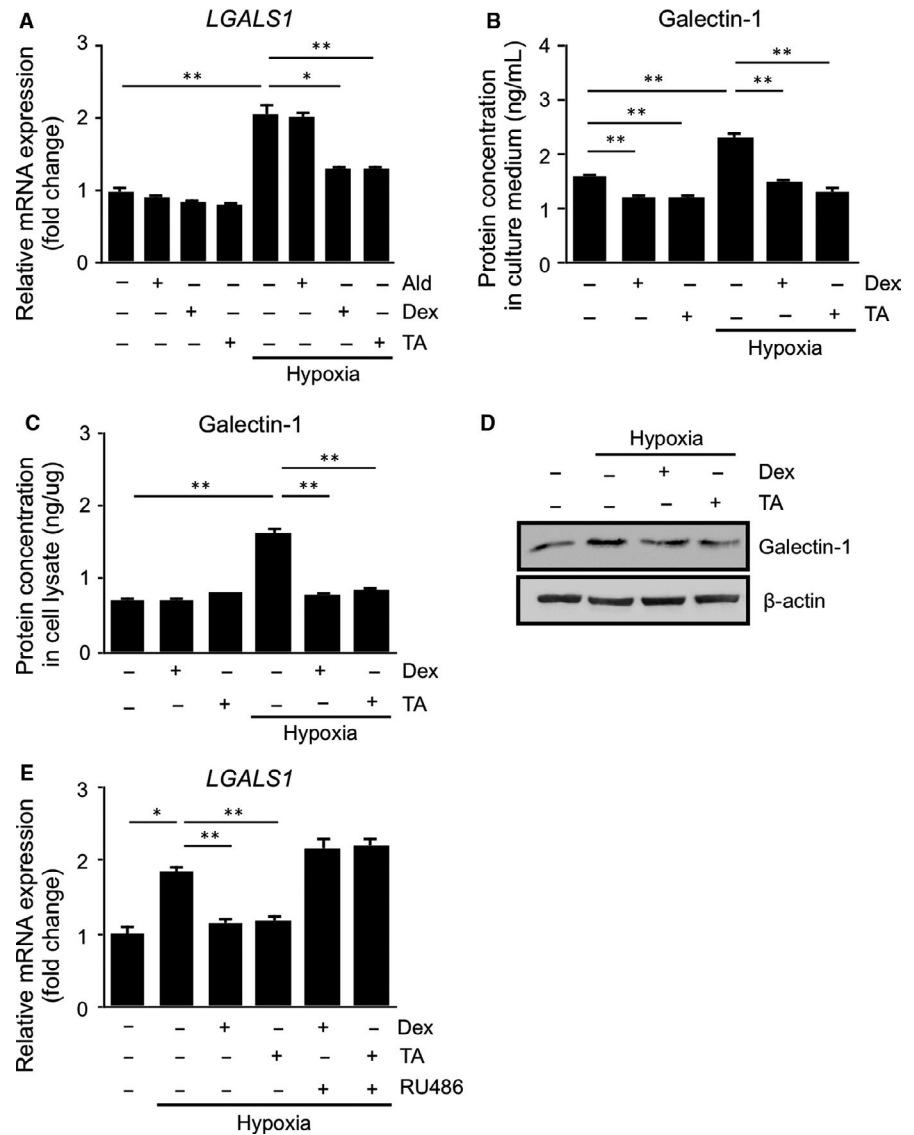 A
LGALS1
Relative mRNA expression
(fold change)
3
2
1
0
**
**
*
– + – – – + – – Ald
– – + – – – + – Dex
– – – + – – – + TA
Hypoxia
B
Galectin-1
Protein concentration
in culture medium (ng/mL)
4
3
2
1
0
**
**
**
**
**
– + – – + – Dex
– – + – – + TA
Hypoxia
C
Galectin-1
Protein concentration
in cell lysate (ng/ug)
3
2
1
0
**
**
**
– + – – + – Dex
– – + – – + TA
Hypoxia
D
Hypoxia
– – + – Dex
– – – + TA
Galectin-1
β-actin
E
LGALS1
Relative mRNA expression
(fold change)
3
2
1
0
*
**
**
– – + – + – Dex
– – – + – + TA
– – – – + + RU486
Hypoxia